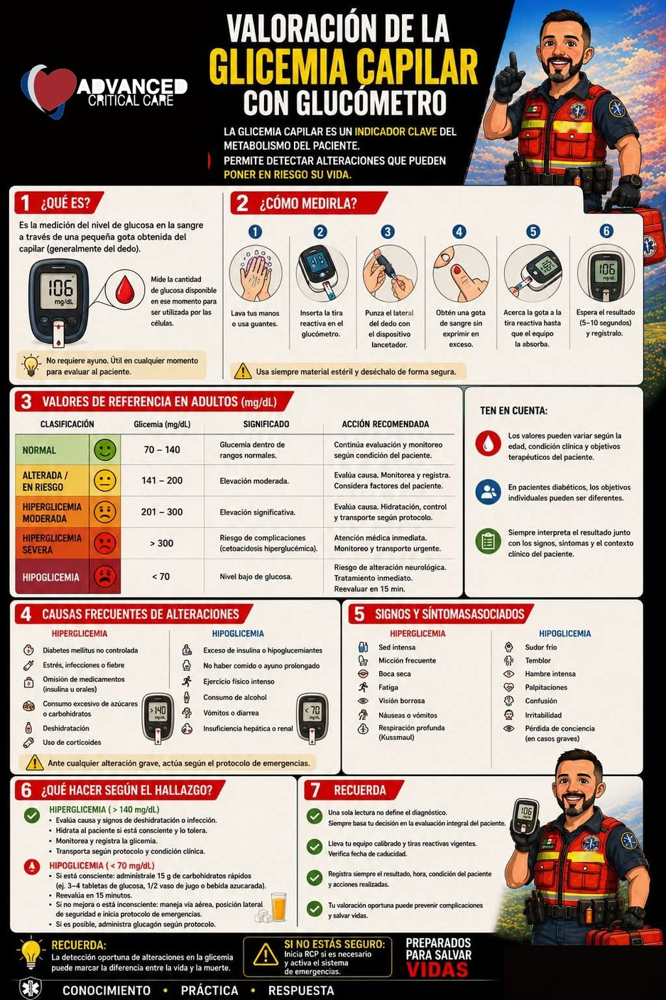 ADVANCED
CRITICAL CARE
VALORACIÓN DE LA
GLICEMIA CAPILAR
CON GLUCÓMETRO
LA GLICEMIA CAPILAR ES UN INDICADOR CLAVE DEL
METABOLISMO DEL PACIENTE.
PERMITE DETECTAR ALTERACIONES QUE PUEDEN
PONER EN RIESGO SU VIDA.
1 ¿QUÉ ES?
Es la medición del nivel de glucosa en la sangre
a través de una pequeña gota obtenida del
capilar (generalmente del dedo).
106
mg/dL
Mide la cantidad
de glucosa disponible
en ese momento para
ser utilizada por las
células.
No requiere ayuno. Útil en cualquier momento
para evaluar al paciente.
2 ¿CÓMO MEDIRLA?
1
Lava tus manos
o usa guantes.
2
Inserta la tira
reactiva en el
glucómetro.
3
Punza el lateral
del dedo con
el dispositivo
lancetador.
4
Obtén una gota
de sangre sin
exprimir en
exceso.
5
106
Acerca la gota a la
tira reactiva hasta
que el equipo
la absorba.
6
106
mg/dL
Espera el resultado
(5–10 segundos)
y regístralo.
Usa siempre material estéril y deséchalo de forma segura.
3 VALORES DE REFERENCIA EN ADULTOS (mg/dL)
CLASIFICACIÓN Glicemia (mg/dL) SIGNIFICADO ACCIÓN RECOMENDADA
NORMAL
70 – 140
Glucemia dentro de
rangos normales.
Continúa evaluación y monitoreo
según condición del paciente.
ALTERADA /
EN RIESGO
141 – 200
Elevación moderada.
Evalúa causa. Monitorea y registra.
Considera factores del paciente.
HIPERGLICEMIA
MODERADA
201 – 300
Elevación significativa.
Evalúa causa. Hidratación, control
y transporte según protocolo.
HIPERGLICEMIA
SEVERA
> 300
Riesgo de complicaciones
(cetoacidosis hiperglucémica).
Atención médica inmediata.
Monitoreo y transporte urgente.
HIPOGLICEMIA
< 70
Nivel bajo de glucosa.
Riesgo de alteración neurológica.
Tratamiento inmediato.
Reevaluar en 15 min.
TEN EN CUENTA:
Los valores pueden variar según la
edad, condición clínica y objetivos
terapéuticos del paciente.
En pacientes diabéticos, los objetivos
individuales pueden ser diferentes.
Siempre interpreta el resultado junto
con los signos, síntomas y el contexto
clínico del paciente.
4 CAUSAS FRECUENTES DE ALTERACIONES
HIPERGLICEMIA
Diabetes mellitus no controlada
Estrés, infecciones o fiebre
Omisión de medicamentos
(insulina u orales)
Consumo excesivo de azúcares
o carbohidratos
Deshidratación
Uso de corticoides
>140
mg/dL
HIPOGLICEMIA
Exceso de insulina o hipoglucemiantes
No haber comido o ayuno prolongado
Ejercicio físico intenso
Consumo de alcohol
Vómitos o diarrea
Insuficiencia hepática o renal
<70
mg/dL
Ante cualquier alteración grave, actúa según el protocolo de emergencias.
5 SIGNOS Y SÍNTOMASASOCIADOS
HIPERGLICEMIA
Sed intensa
Micción frecuente
Boca seca
Fatiga
Visión borrosa
Náuseas o vómitos
Respiración profunda
(Kussmaul)
HIPOGLICEMIA
Sudor frío
Temblor
Hambre intensa
Palpitaciones
Confusión
Irritabilidad
Pérdida de conciencia
(en casos graves)
6 ¿QUÉ HACER SEGÚN EL HALLAZGO?
HIPERGLICEMIA ( > 140 mg/dL)
• Evalúa causa y signos de deshidratación o infección.
• Hidrata al paciente si está consciente y lo tolera.
• Monitorea y registra la glicemia.
• Transporta según protocolo y condición clínica.
HIPOGLICEMIA ( < 70 mg/dL)
• Si está consciente: administrale 15 g de carbohidratos rápidos
(ej. 3–4 tabletas de glucosa, 1/2 vaso de jugo o bebida azucarada).
• Reevalúa en 15 minutos.
• Si no mejora o está inconsciente: maneja vía aérea, posición lateral
de seguridad e inicia protocolo de emergencias.
• Si es posible, administra glucagón según protocolo.
7 RECUERDA
Una sola lectura no define el diagnóstico.
Siempre basa tu decisión en la evaluación integral del paciente.
Lleva tu equipo calibrado y tiras reactivas vigentes.
Verifica fecha de caducidad.
Registra siempre el resultado, hora, condición del paciente
y acciones realizadas.
Tu valoración oportuna puede prevenir complicaciones
y salvar vidas.
106
RECUERDA:
La detección oportuna de alteraciones en la glicemia
puede marcar la diferencia entre la vida y la muerte.
SI NO ESTÁS SEGURO:
Inicia RCP si es necesario
y activa el sistema
de emergencias.
PREPARADOS
PARA SALVAR
VIDAS
CONOCIMIENTO • PRÁCTICA • RESPUESTA